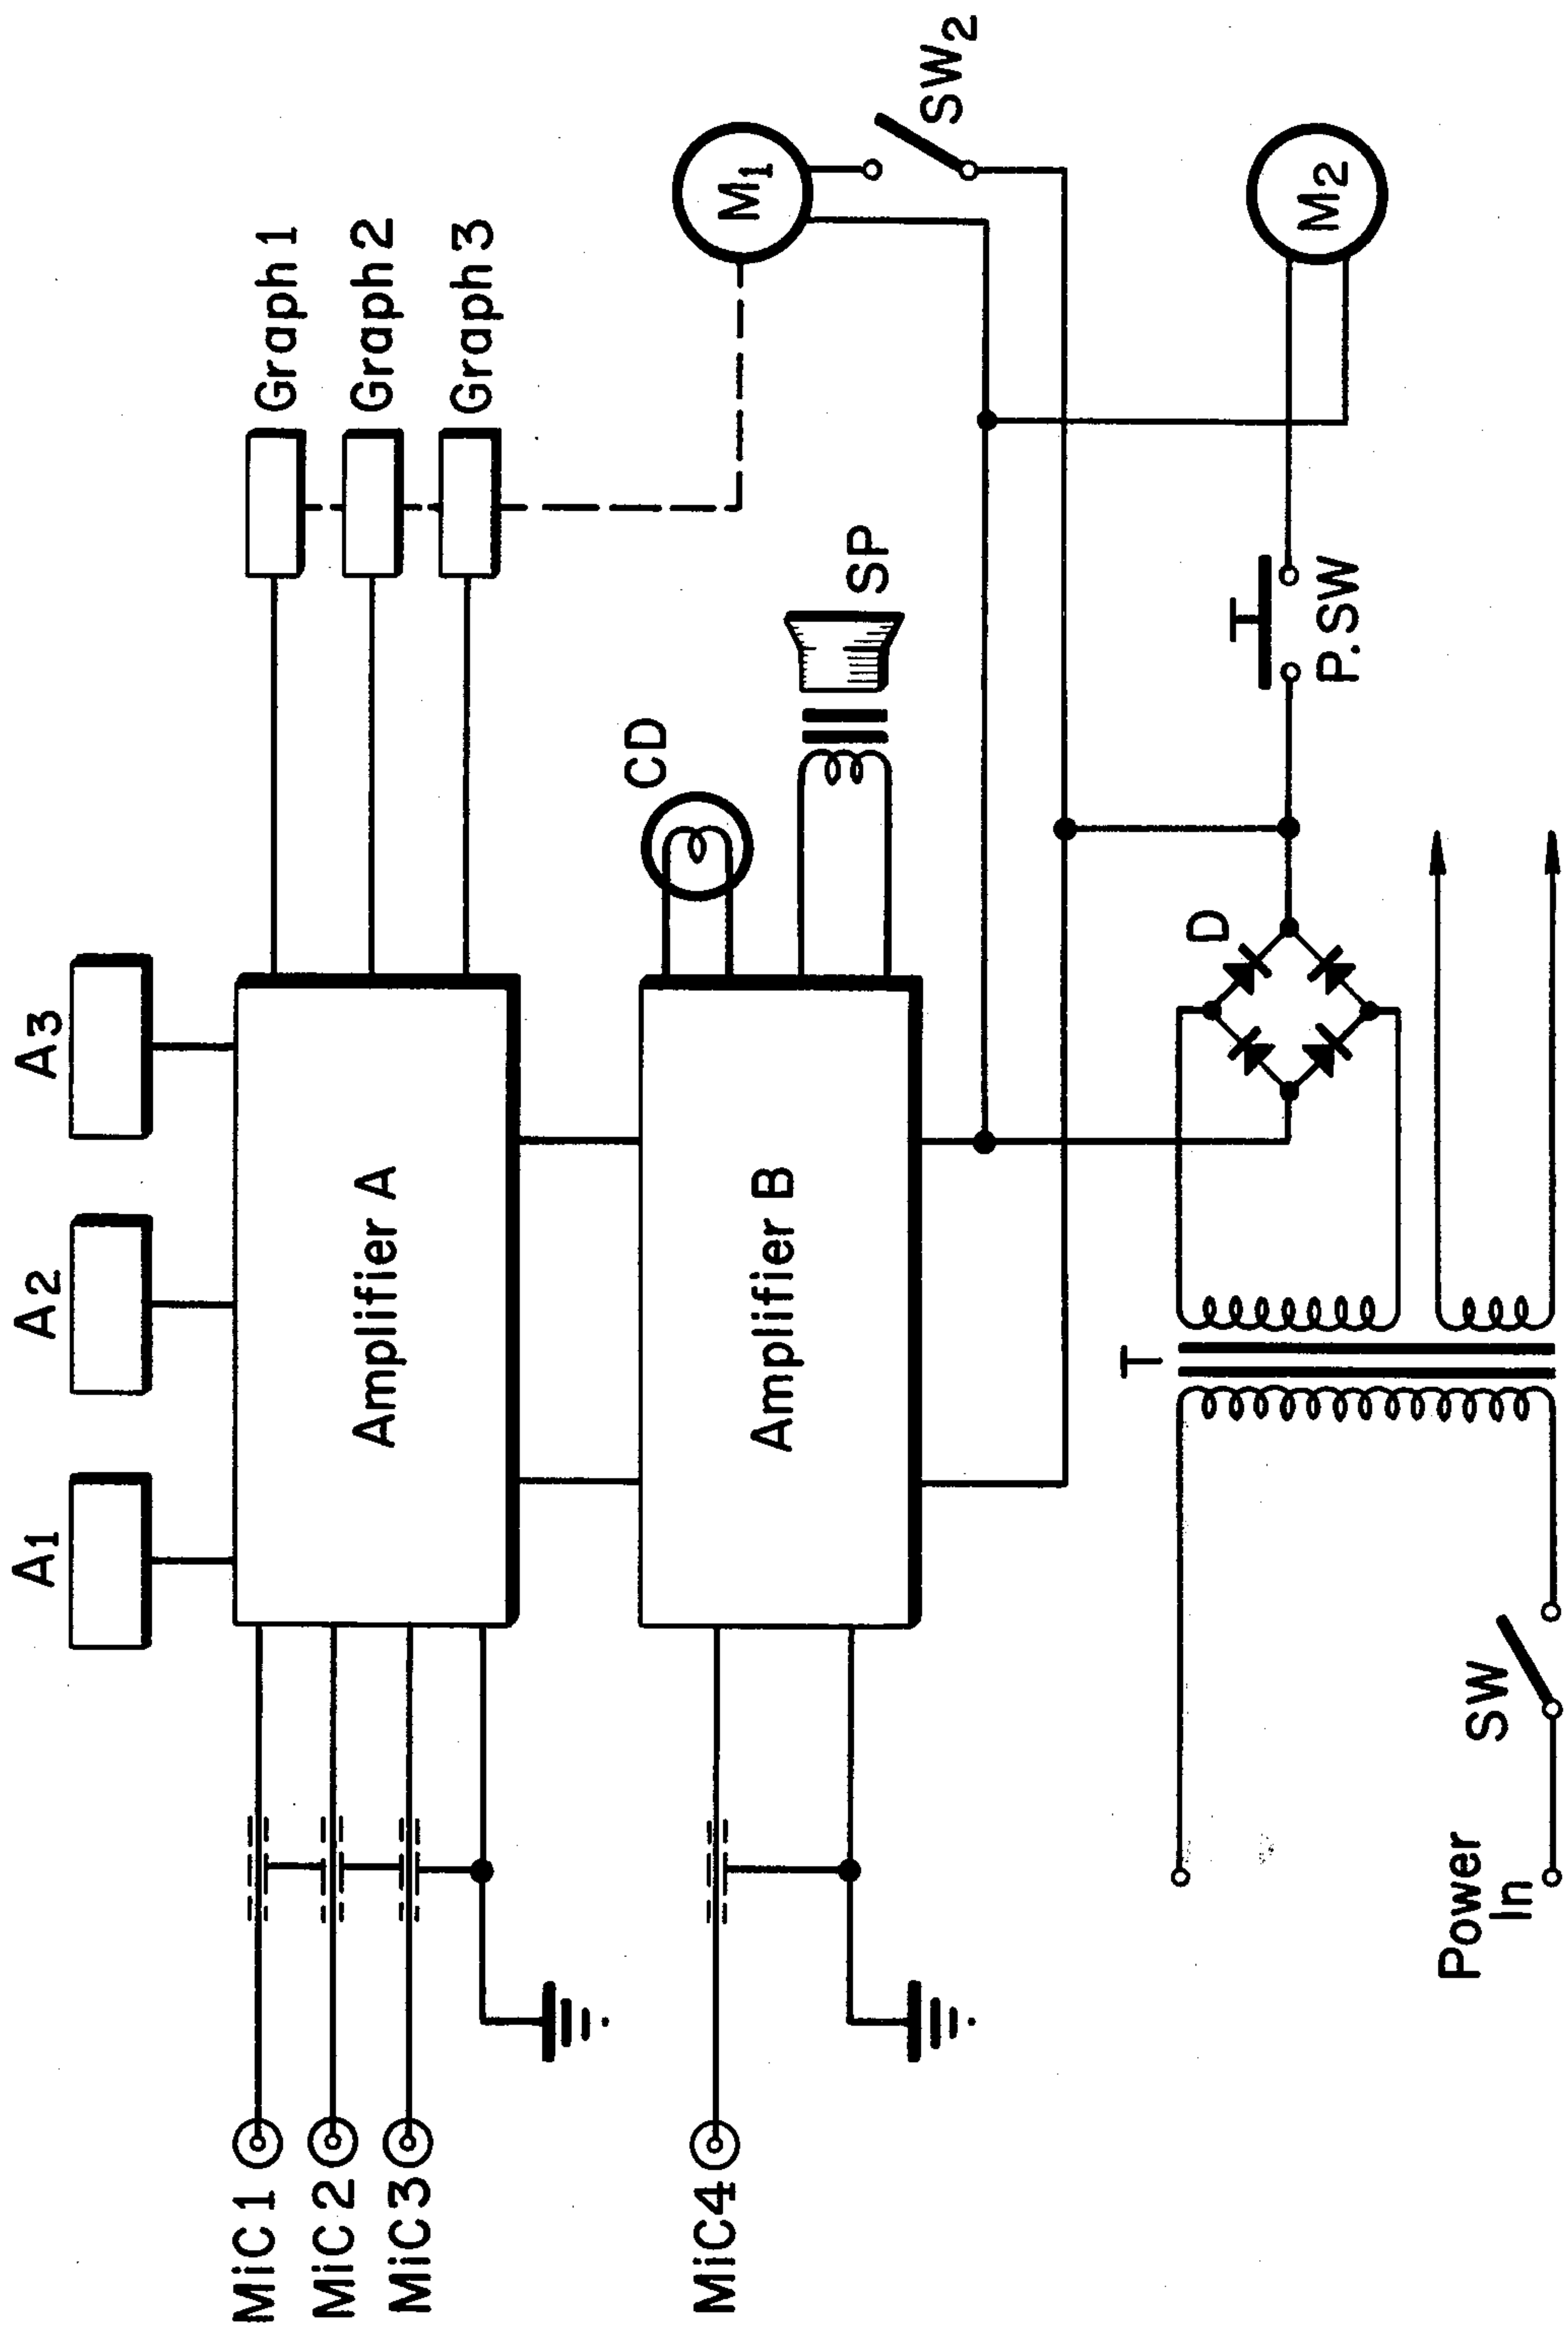 A1
A2
A3
MiC 1
MiC 2
MiC 3
Amplifier A
Graph 1
Graph 2
Graph 3
MiC4
Amplifier B
CD
SP
M1
SW2
T
D
P. SW
M2
Power
In
SW